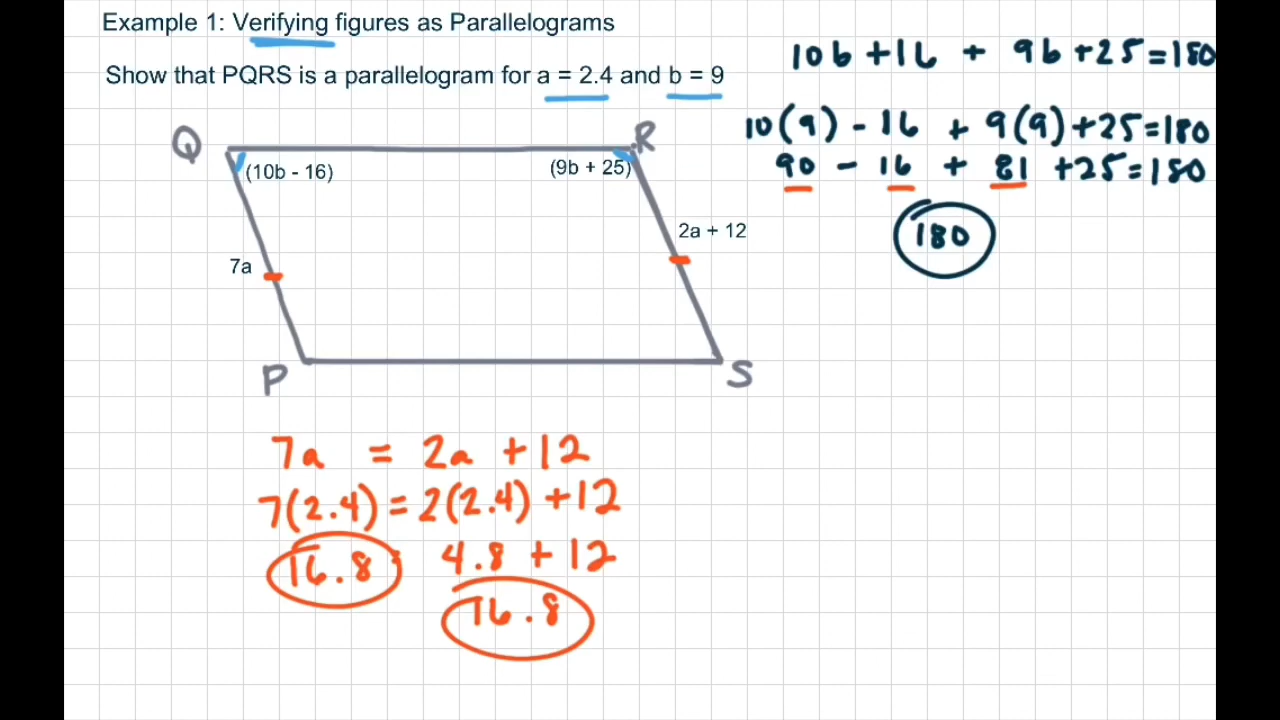 Example 1: Verifying figures as Parallelograms
Show that PQRS is a parallelogram for a = 2.4 and b = 9
10b +16 + 9b +25 =180
10(9) - 16 + 9(9) +25 =180
90 - 16 + 81 +25 =180
180
Q
R
(10b - 16)
(9b + 25)
2a + 12
7a
P
S
7a = 2a +12
7(2.4) = 2(2.4) +12
16.8 4.8 + 12
16.8